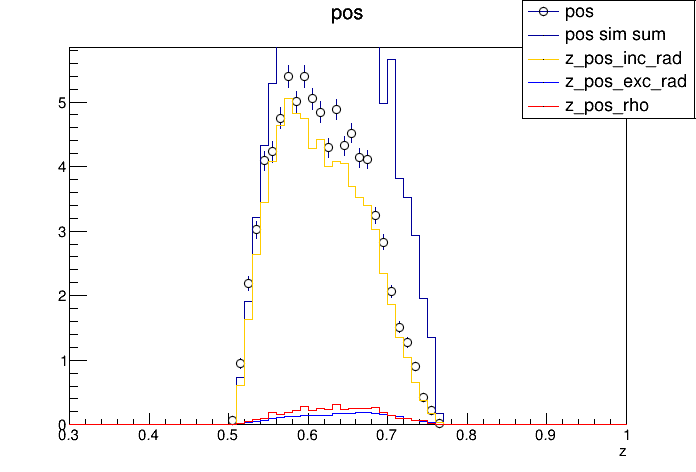 pos
pos
pos sim sum
z_pos_inc_rad
z_pos_exc_rad
z_pos_rho
5
4
3
2
1
0
0.3 0.4 0.5 0.6 0.7 0.8 0.9 1
z